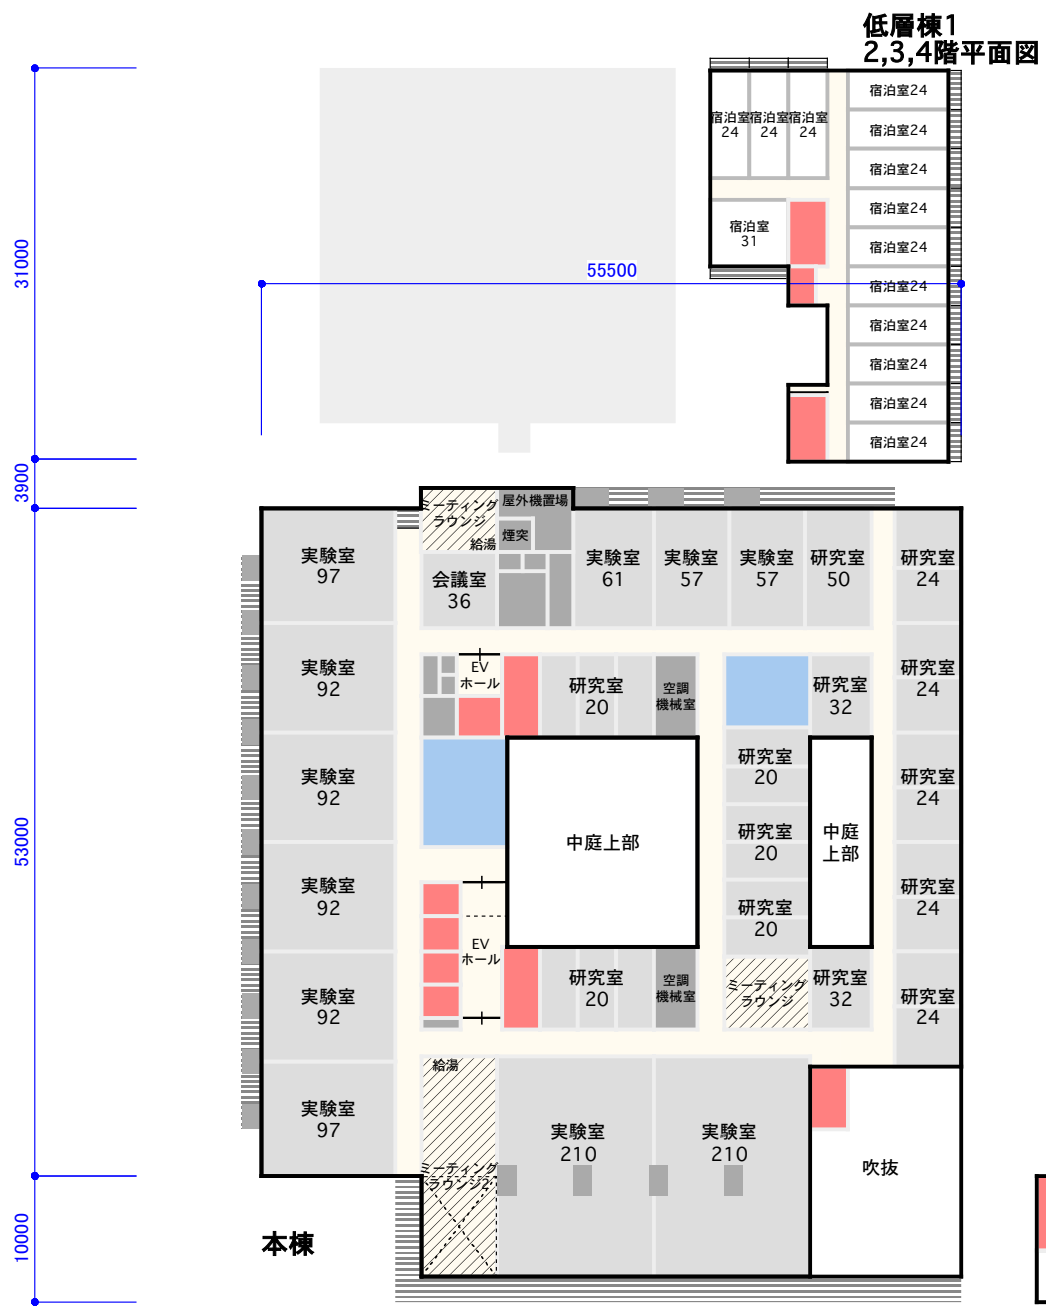 低層棟1
2,3,4階平面図
宿泊室
24
宿泊室
24
宿泊室
24
宿泊室24
宿泊室24
宿泊室24
宿泊室24
宿泊室24
宿泊室24
宿泊室24
宿泊室24
宿泊室24
宿泊室24
宿泊室
31
31000
55500
3900
53000
10000
ミーティング
ラウンジ
給湯
屋外機置場
煙突
会議室
36
実験室
97
実験室
61
実験室
57
実験室
57
研究室
50
研究室
24
実験室
92
EV
ホール
研究室
20
空調
機械室
研究室
32
研究室
24
実験室
92
研究室
20
研究室
24
中庭上部
研究室
20
中庭
上部
実験室
92
研究室
20
研究室
24
EV
ホール
実験室
92
研究室
20
空調
機械室
ミーティング
ラウンジ
研究室
32
研究室
24
給湯
実験室
97
実験室
210
実験室
210
ミーティング
ラウンジ2
吹抜
本棟